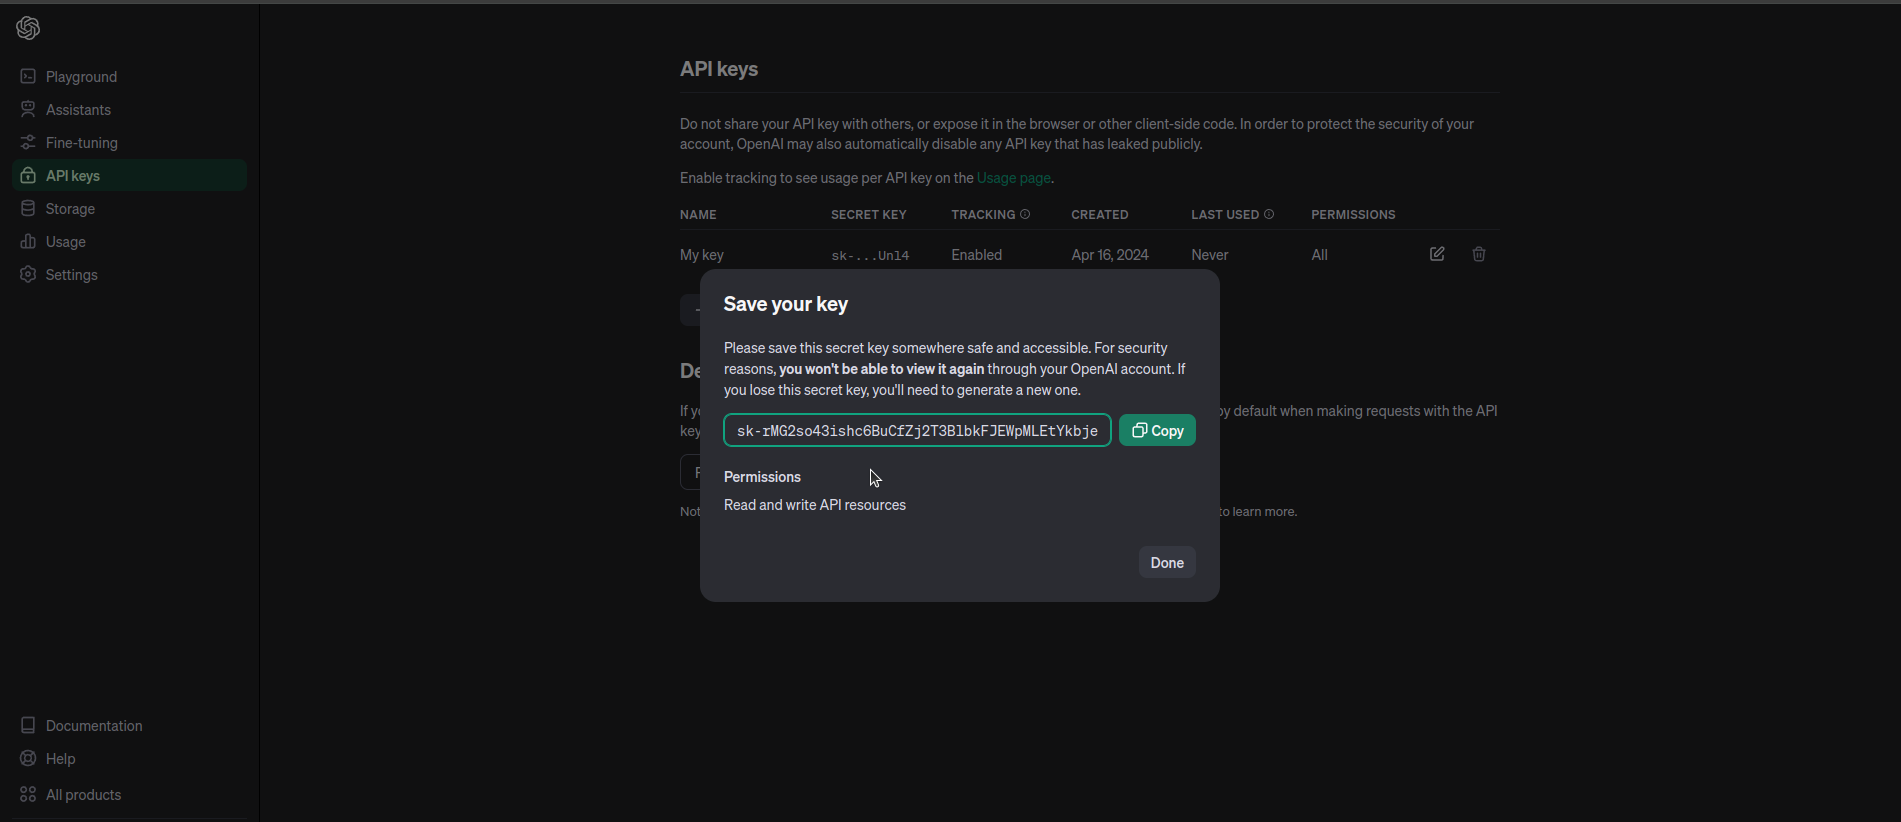 Playground
Assistants
Fine-tuning
API keys
Storage
Usage
Settings
Documentation
Help
All products
API keys
Do not share your API key with others, or expose it in the browser or other client-side code. In order to protect the security of your
account, OpenAI may also automatically disable any API key that has leaked publicly.
Enable tracking to see usage per API key on the Usage page.
NAME SECRET KEY TRACKING CREATED LAST USED PERMISSIONS
My key sk-...Unl4 Enabled Apr 16, 2024 Never All
Save your key
Please save this secret key somewhere safe and accessible. For security
reasons, you won't be able to view it again through your OpenAI account. If
you lose this secret key, you'll need to generate a new one.
sk-rMG2so43ishc6BuCfZj2T3BlbkFJEWpMLEtYkbje Copy
Permissions
Read and write API resources
Done
by default when making requests with the API
key
to learn more.